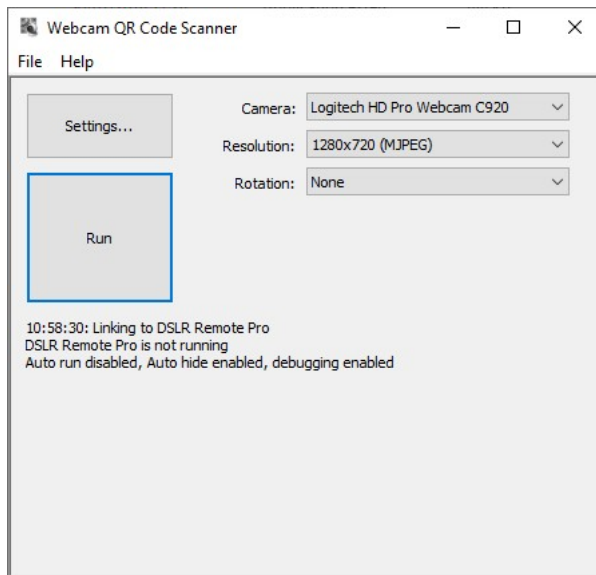 Webcam QR Code Scanner
File Help
Settings...
Camera: Logitech HD Pro Webcam C920
Resolution: 1280x720 (MJPEG)
Rotation: None
Run
10:58:30: Linking to DSLR Remote Pro
DSLR Remote Pro is not running
Auto run disabled, Auto hide enabled, debugging enabled